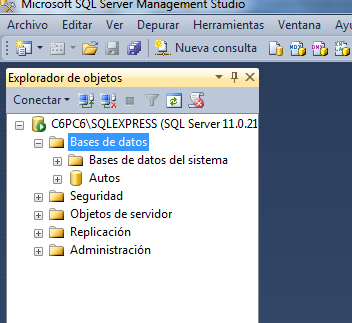 Microsoft SQL Server Management Studio
Archivo Editar Ver Depurar Herramientas Ventana Ayu
Nueva consulta
MDX
Explorador de objetos
Conectar
C6PC6\SQLEXPRESS (SQL Server 11.0.21
Bases de datos
Bases de datos del sistema
Autos
Seguridad
Objetos de servidor
Replicación
Administración